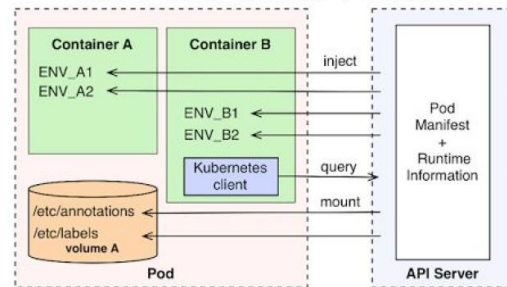 Container A
ENV_A1
ENV_A2
Container B
ENV_B1
ENV_B2
Kubernetes
client
/etc/annotations
/etc/labels
volume A
Pod
inject
query
mount
Pod
Manifest
+
Runtime
Information
API Server